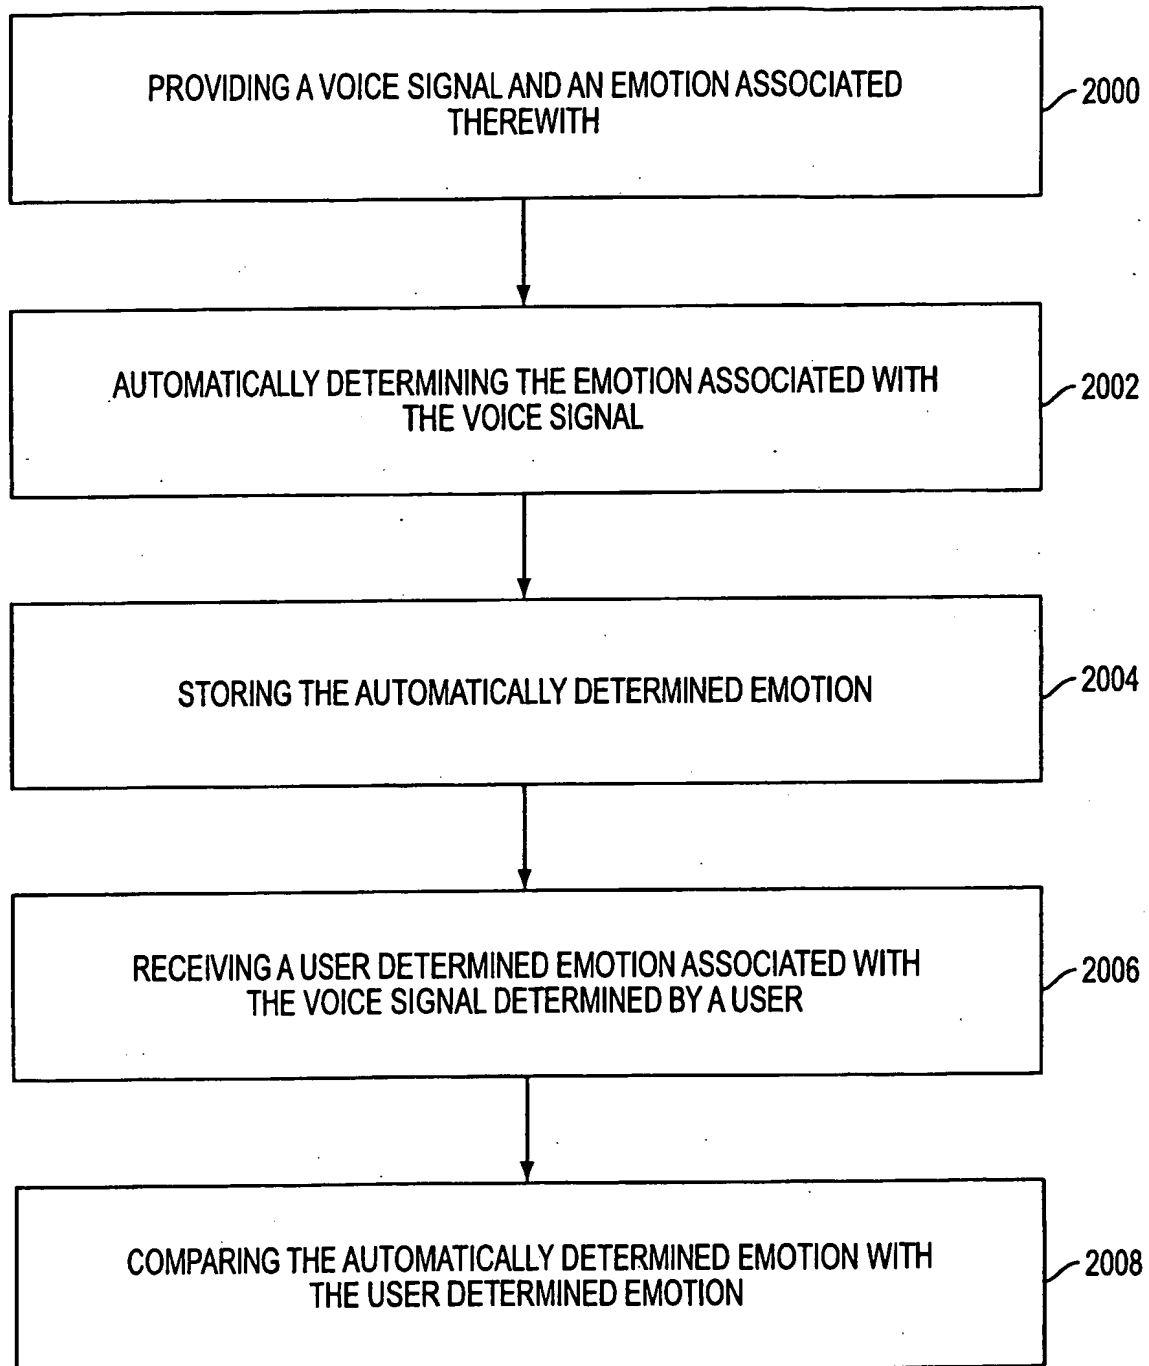 PROVIDING A VOICE SIGNAL AND AN EMOTION ASSOCIATED
THEREWITH
2000
AUTOMATICALLY DETERMINING THE EMOTION ASSOCIATED WITH
THE VOICE SIGNAL
2002
STORING THE AUTOMATICALLY DETERMINED EMOTION
2004
RECEIVING A USER DETERMINED EMOTION ASSOCIATED WITH
THE VOICE SIGNAL DETERMINED BY A USER
2006
COMPARING THE AUTOMATICALLY DETERMINED EMOTION WITH
THE USER DETERMINED EMOTION
2008